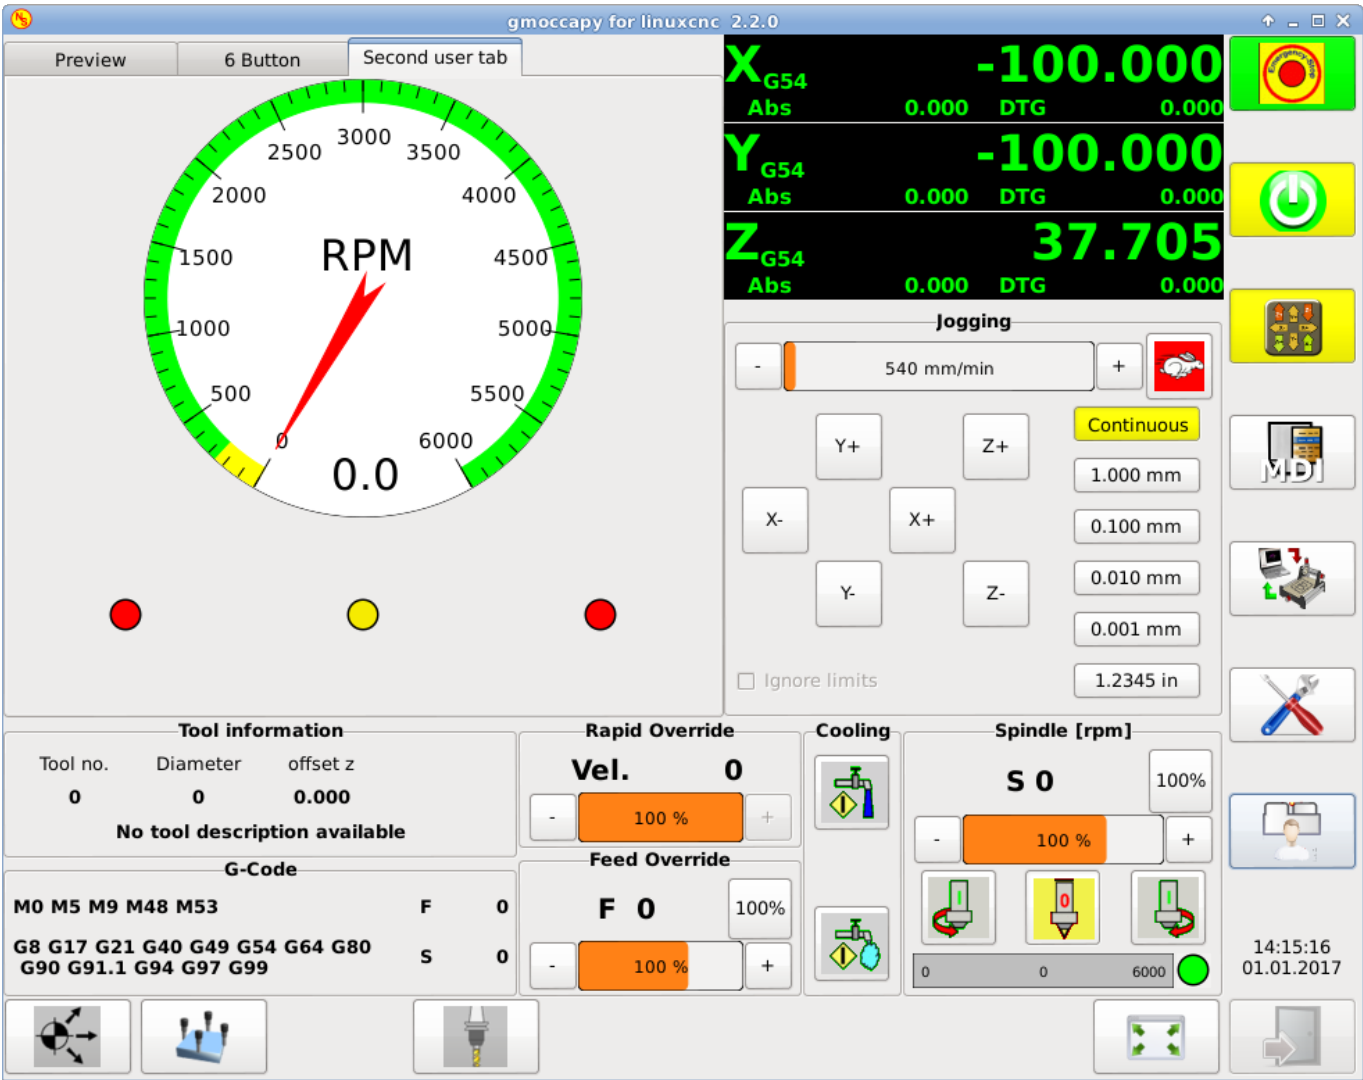 gmoccapy for linuxcnc 2.2.0
Preview
6 Button
Second user tab
3000
2500
3500
2000
4000
1500
4500
RPM
1000
5000
500
5500
0
6000
0.0
X G54 -100.000
Abs 0.000 DTG 0.000
Y G54 -100.000
Abs 0.000 DTG 0.000
Z G54 37.705
Abs 0.000 DTG 0.000
Jogging
- 540 mm/min +
Continuous
Y+ Z+
1.000 mm
X- X+
0.100 mm
0.010 mm
Y- Z-
0.001 mm
Ignore limits
1.2345 in
Emergency-Stop
MDI
Tool information
Tool no. Diameter offset z
0 0 0.000
No tool description available
G-Code
M0 M5 M9 M48 M53 F 0
G8 G17 G21 G40 G49 G54 G64 G80
G90 G91.1 G94 G97 G99
S 0
Rapid Override
Vel. 0
- 100 % +
Feed Override
F 0 100%
- 100 % +
Cooling
I
I
Spindle [rpm]
S 0 100%
- 100 % +
I 0 I
0 0 6000
14:15:16
01.01.2017